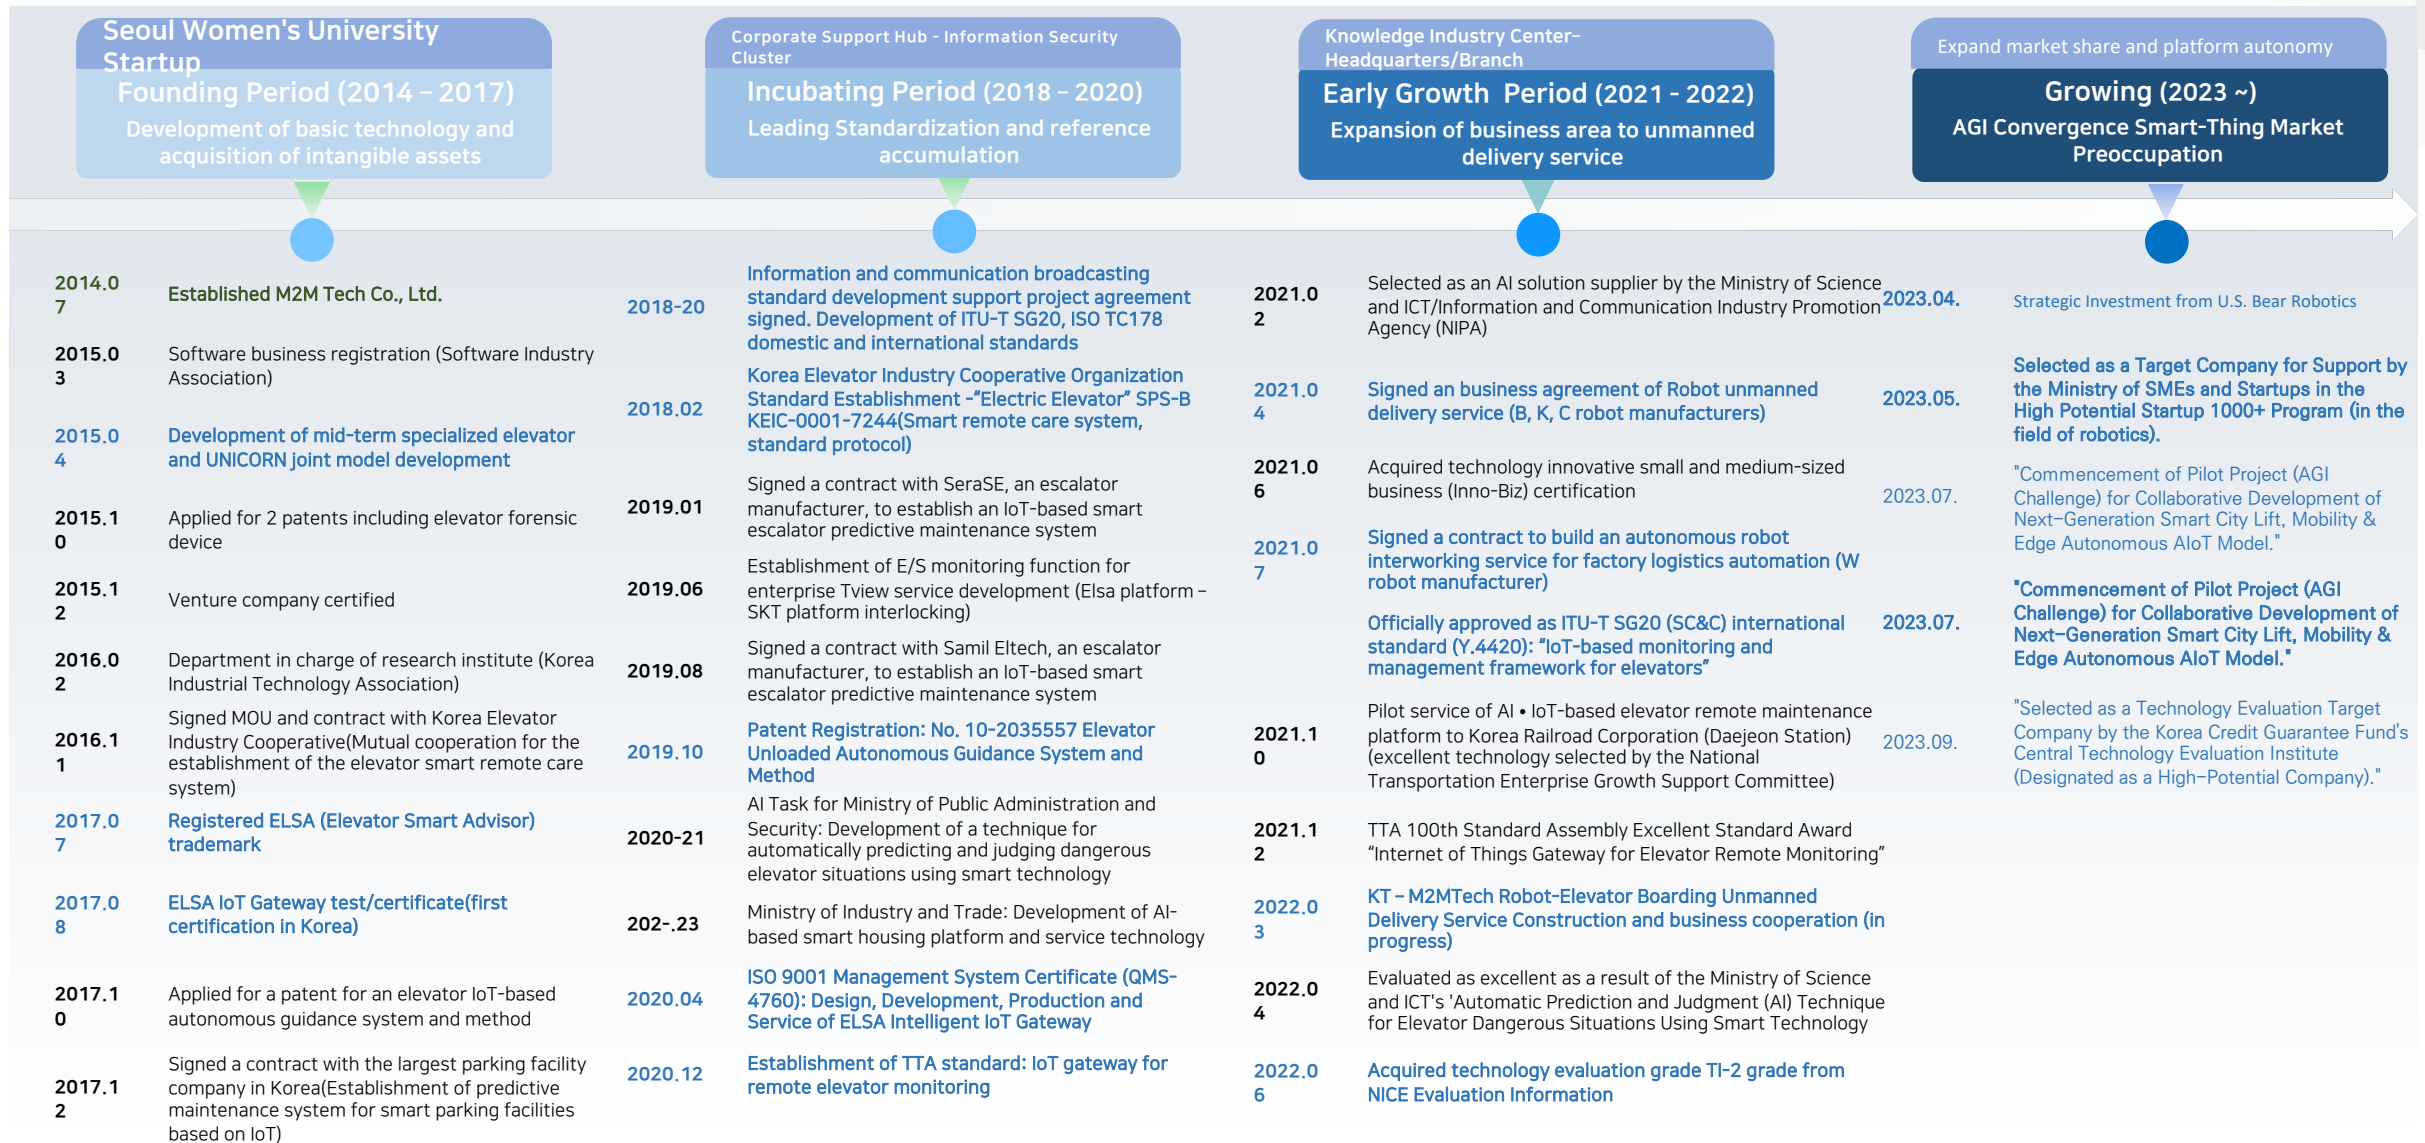 Seoul Women's University
Startup
Founding Period (2014 – 2017)
Development of basic technology and
acquisition of intangible assets
Corporate Support Hub - Information Security
Cluster
Incubating Period (2018 – 2020)
Leading Standardization and reference
accumulation
Knowledge Industry Center–
Headquarters/Branch
Early Growth  Period (2021 - 2022)
Expansion of business area to unmanned
delivery service
Expand market share and platform autonomy
Growing (2023 ~)
AGI Convergence Smart-Thing Market
Preoccupation
2014.0
7
Established M2M Tech Co., Ltd.
2015.0
3
Software business registration (Software Industry
Association)
2015.0
4
Development of mid-term specialized elevator
and UNICORN joint model development
2015.1
0
Applied for 2 patents including elevator forensic
device
2015.1
2
Venture company certified
2016.0
2
Department in charge of research institute (Korea
Industrial Technology Association)
2016.1
1
Signed MOU and contract with Korea Elevator
Industry Cooperative(Mutual cooperation for the
establishment of the elevator smart remote care
system)
2017.0
7
Registered ELSA (Elevator Smart Advisor)
trademark
2017.0
8
ELSA IoT Gateway test/certificate(first
certification in Korea)
2017.1
0
Applied for a patent for an elevator IoT-based
autonomous guidance system and method
2017.1
2
Signed a contract with the largest parking facility
company in Korea(Establishment of predictive
maintenance system for smart parking facilities
based on IoT)
2018-20
Information and communication broadcasting
standard development support project agreement
signed. Development of ITU-T SG20, ISO TC178
domestic and international standards
2018.02
Korea Elevator Industry Cooperative Organization
Standard Establishment -"Electric Elevator" SPS-B
KEIC-0001-7244(Smart remote care system,
standard protocol)
2019.01
Signed a contract with SeraSE, an escalator
manufacturer, to establish an IoT-based smart
escalator predictive maintenance system
2019.06
Establishment of E/S monitoring function for
enterprise Tview service development (Elsa platform –
SKT platform interlocking)
2019.08
Signed a contract with Samil Eltech, an escalator
manufacturer, to establish an IoT-based smart
escalator predictive maintenance system
2019.10
Patent Registration: No. 10-2035557 Elevator
Unloaded Autonomous Guidance System and
Method
2020-21
AI Task for Ministry of Public Administration and
Security: Development of a technique for
automatically predicting and judging dangerous
elevator situations using smart technology
202-.23
Ministry of Industry and Trade: Development of AI-
based smart housing platform and service technology
2020.04
ISO 9001 Management System Certificate (QMS-
4760): Design, Development, Production and
Service of ELSA Intelligent IoT Gateway
2020.12
Establishment of TTA standard: IoT gateway for
remote elevator monitoring
2021.0
2
Selected as an AI solution supplier by the Ministry of Science
and ICT/Information and Communication Industry Promotion
Agency (NIPA)
2021.0
4
Signed an business agreement of Robot unmanned
delivery service (B, K, C robot manufacturers)
2021.0
6
Acquired technology innovative small and medium-sized
business (Inno-Biz) certification
2021.0
7
Signed a contract to build an autonomous robot
interworking service for factory logistics automation (W
robot manufacturer)
Officially approved as ITU-T SG20 (SC&C) international
standard (Y.4420): "IoT-based monitoring and
management framework for elevators"
2021.1
0
Pilot service of AI • IoT-based elevator remote maintenance
platform to Korea Railroad Corporation (Daejeon Station)
(excellent technology selected by the National
Transportation Enterprise Growth Support Committee)
2021.1
2
TTA 100th Standard Assembly Excellent Standard Award
"Internet of Things Gateway for Elevator Remote Monitoring"
2022.0
3
KT – M2MTech Robot-Elevator Boarding Unmanned
Delivery Service Construction and business cooperation (in
progress)
2022.0
4
Evaluated as excellent as a result of the Ministry of Science
and ICT's 'Automatic Prediction and Judgment (AI) Technique
for Elevator Dangerous Situations Using Smart Technology
2022.0
6
Acquired technology evaluation grade TI-2 grade from
NICE Evaluation Information
2023.04.
Strategic Investment from U.S. Bear Robotics
2023.05.
Selected as a Target Company for Support by
the Ministry of SMEs and Startups in the
High Potential Startup 1000+ Program (in the
field of robotics).
2023.07.
"Commencement of Pilot Project (AGI
Challenge) for Collaborative Development of
Next–Generation Smart City Lift, Mobility &
Edge Autonomous AIoT Model."
2023.07.
"Commencement of Pilot Project (AGI
Challenge) for Collaborative Development of
Next–Generation Smart City Lift, Mobility &
Edge Autonomous AIoT Model."
2023.09.
"Selected as a Technology Evaluation Target
Company by the Korea Credit Guarantee Fund's
Central Technology Evaluation Institute
(Designated as a High–Potential Company)."